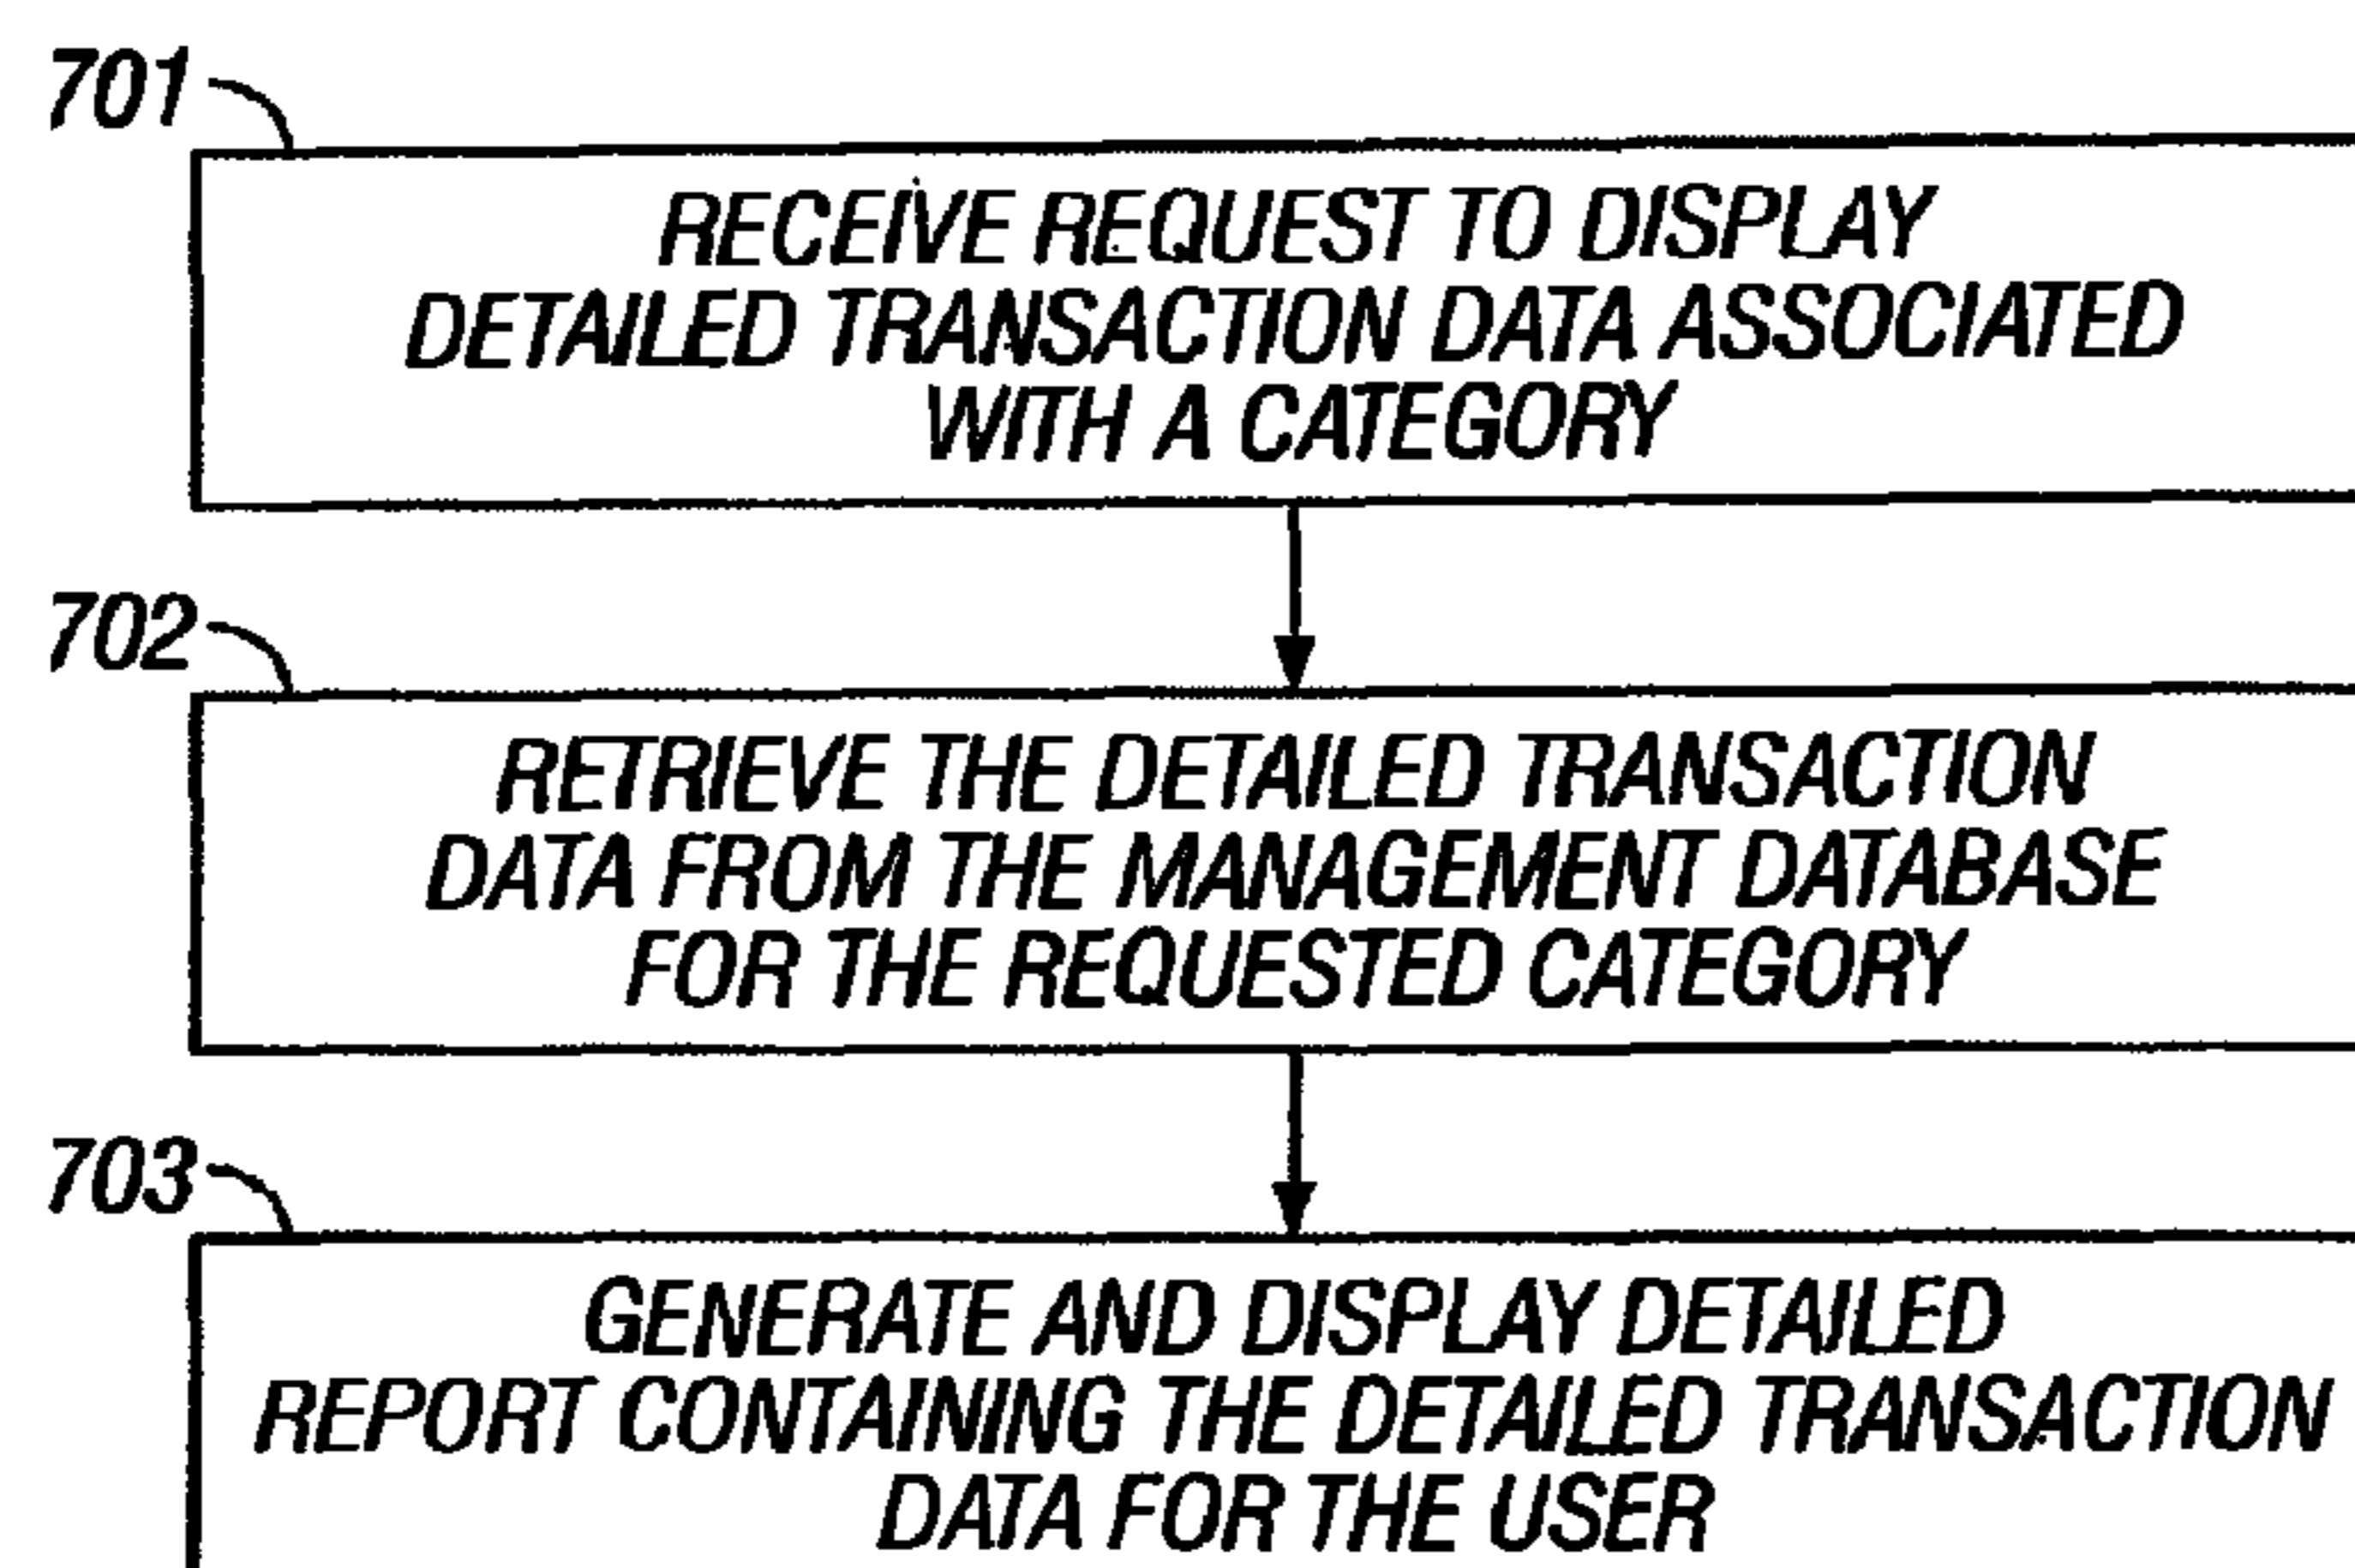 701
RECEIVE REQUEST TO DISPLAY
DETAILED TRANSACTION DATA ASSOCIATED
WITH A CATEGORY
702
RETRIEVE THE DETAILED TRANSACTION
DATA FROM THE MANAGEMENT DATABASE
FOR THE REQUESTED CATEGORY
703
GENERATE AND DISPLAY DETAILED
REPORT CONTAINING THE DETAILED TRANSACTION
DATA FOR THE USER